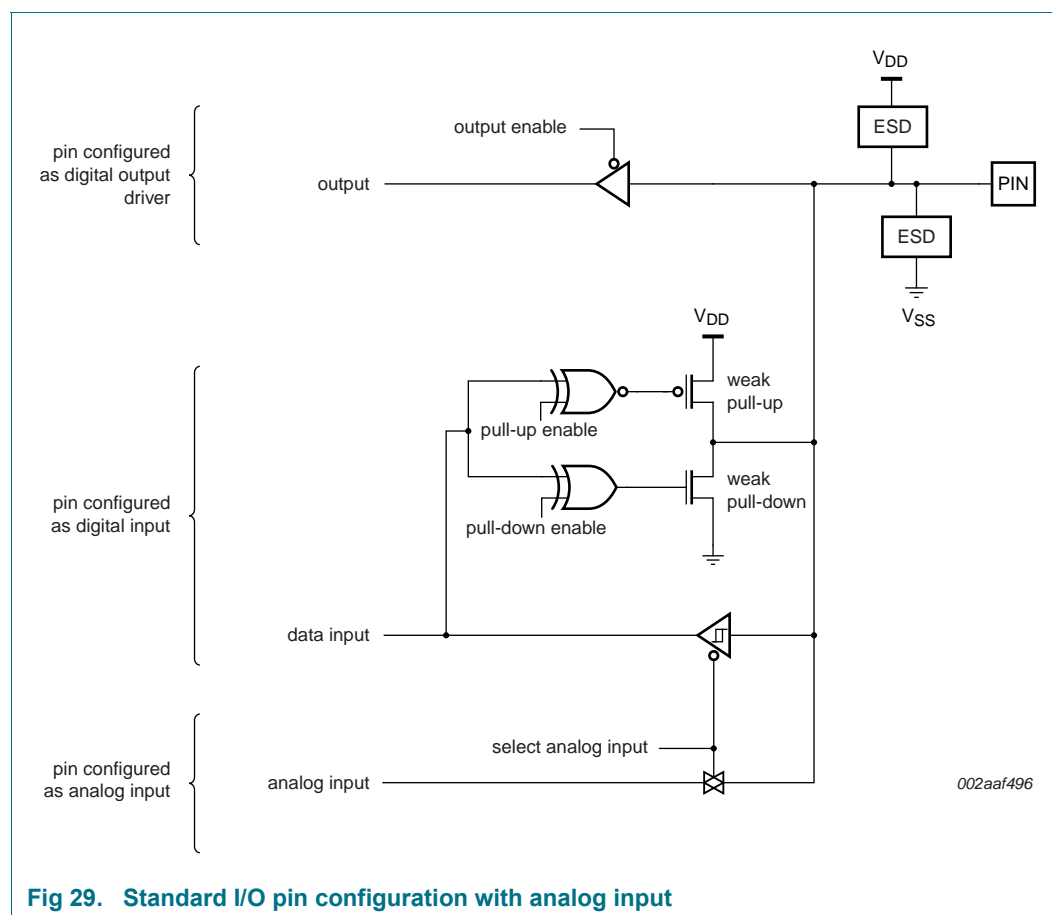 VDD
ESD
output enable
pin configured
as digital output
driver
output
PIN
ESD
VSS
VDD
weak
pull-up
pull-up enable
weak
pull-down
pull-down enable
pin configured
as digital input
data input
select analog input
pin configured
as analog input
analog input
002aaf496
Fig 29. Standard I/O pin configuration with analog input